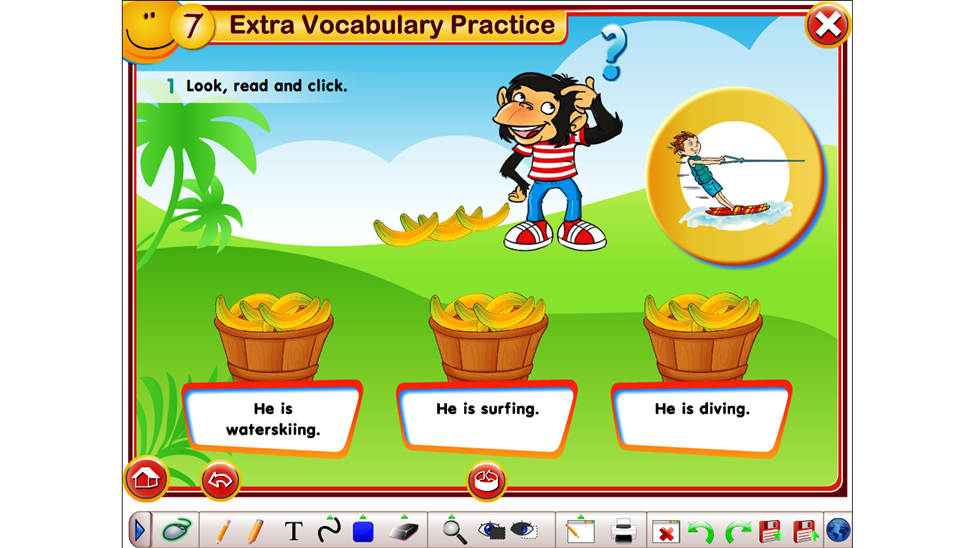 7 Extra Vocabulary Practice
1 Look, read and click.
?
He is
waterskiing.
He is surfing.
He is diving.
T